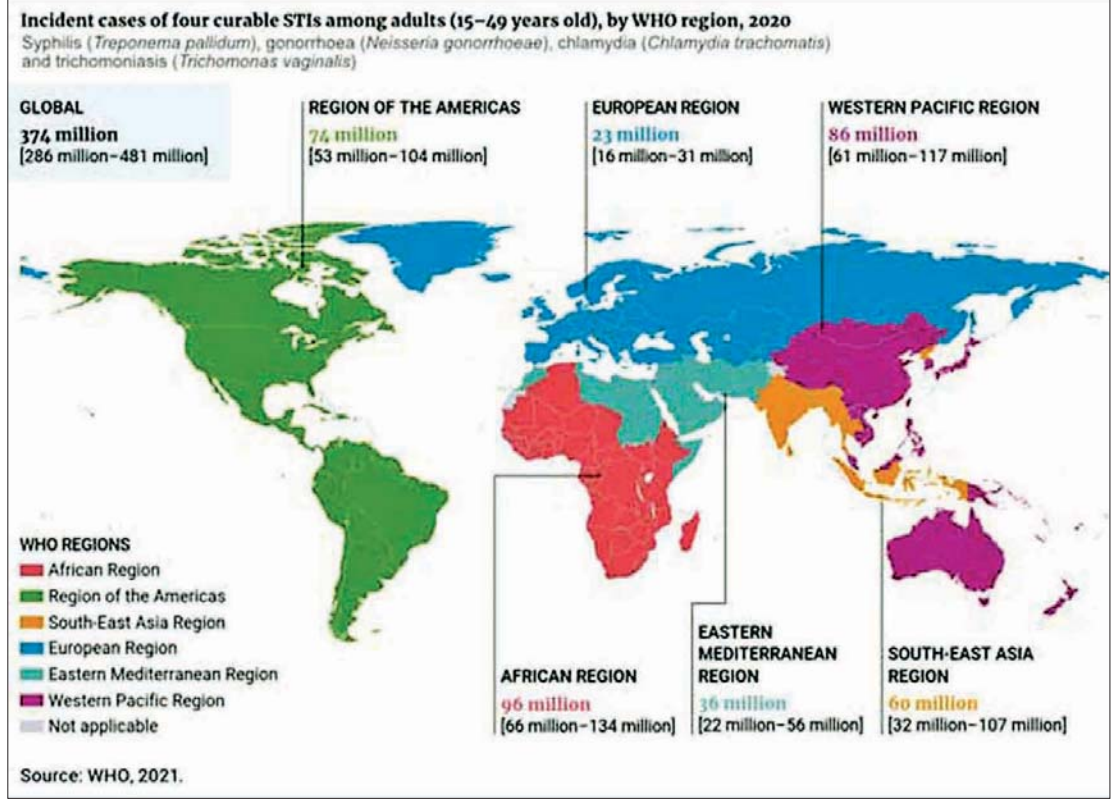 Incident cases of four curable STIs among adults (15–49 years old), by WHO region, 2020
Syphilis (Treponema pallidum), gonorrhoea (Neisseria gonorrhoeae), chlamydia (Chlamydia trachomatis)
and trichomoniasis (Trichomonas vaginalis)
GLOBAL
374 million
[286 million–481 million]
REGION OF THE AMERICAS
74 million
[53 million–104 million]
EUROPEAN REGION
23 million
[16 million–31 million]
WESTERN PACIFIC REGION
86 million
[61 million–117 million]
WHO REGIONS
African Region
Region of the Americas
South-East Asia Region
European Region
Eastern Mediterranean Region
Western Pacific Region
Not applicable
AFRICAN REGION
96 million
[66 million–134 million]
EASTERN
MEDITERRANEAN
REGION
36 million
[22 million–56 million]
SOUTH-EAST ASIA
REGION
60 million
[32 million–107 million]
Source: WHO, 2021.